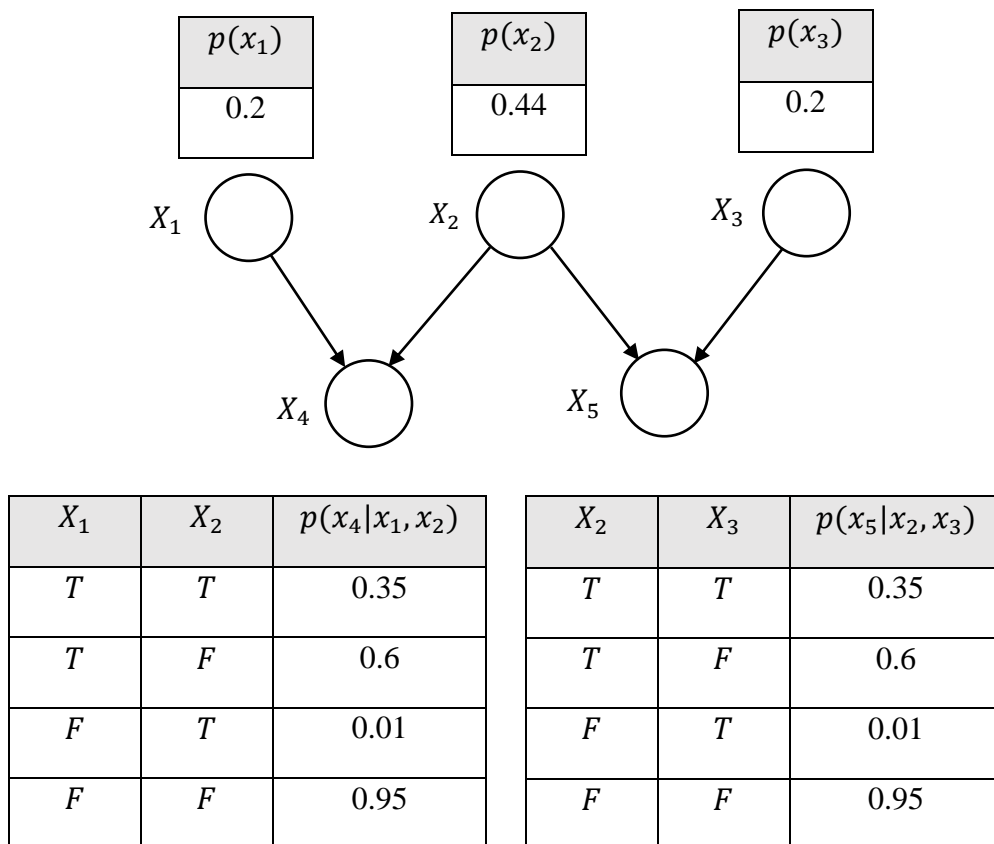 p(x₁) p(x₂) p(x₃)
0.2 0.44 0.2
X₁ X₂ X₃
X₄ X₅
X₁ X₂ p(x₄|x₁, x₂)
T T 0.35
T F 0.6
F T 0.01
F F 0.95
X₂ X₃ p(x₅|x₂, x₃)
T T 0.35
T F 0.6
F T 0.01
F F 0.95